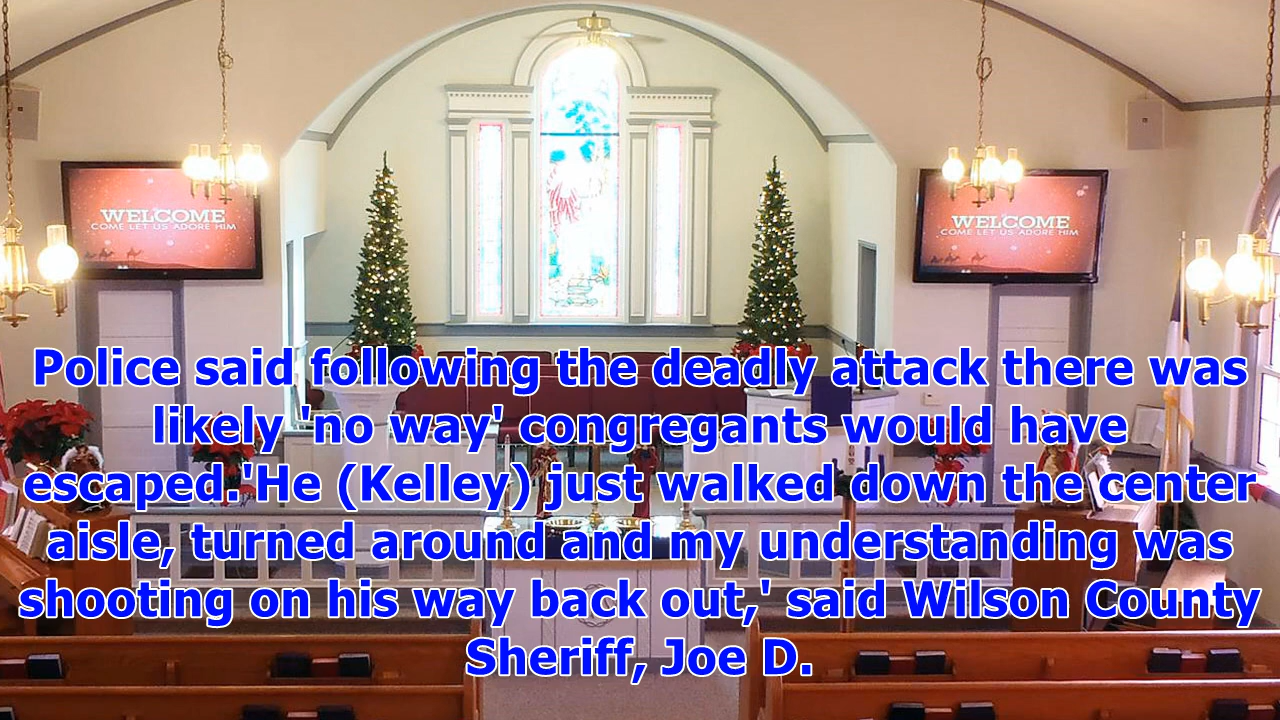 WELCOME
COME LET US ADORE HIM
WELCOME
COME LET US ADORE HIM
Police said following the deadly attack there was
likely 'no way' congregants would have
escaped.'He (Kelley) just walked down the center
aisle, turned around and my understanding was
shooting on his way back out,' said Wilson County
Sheriff, Joe D.